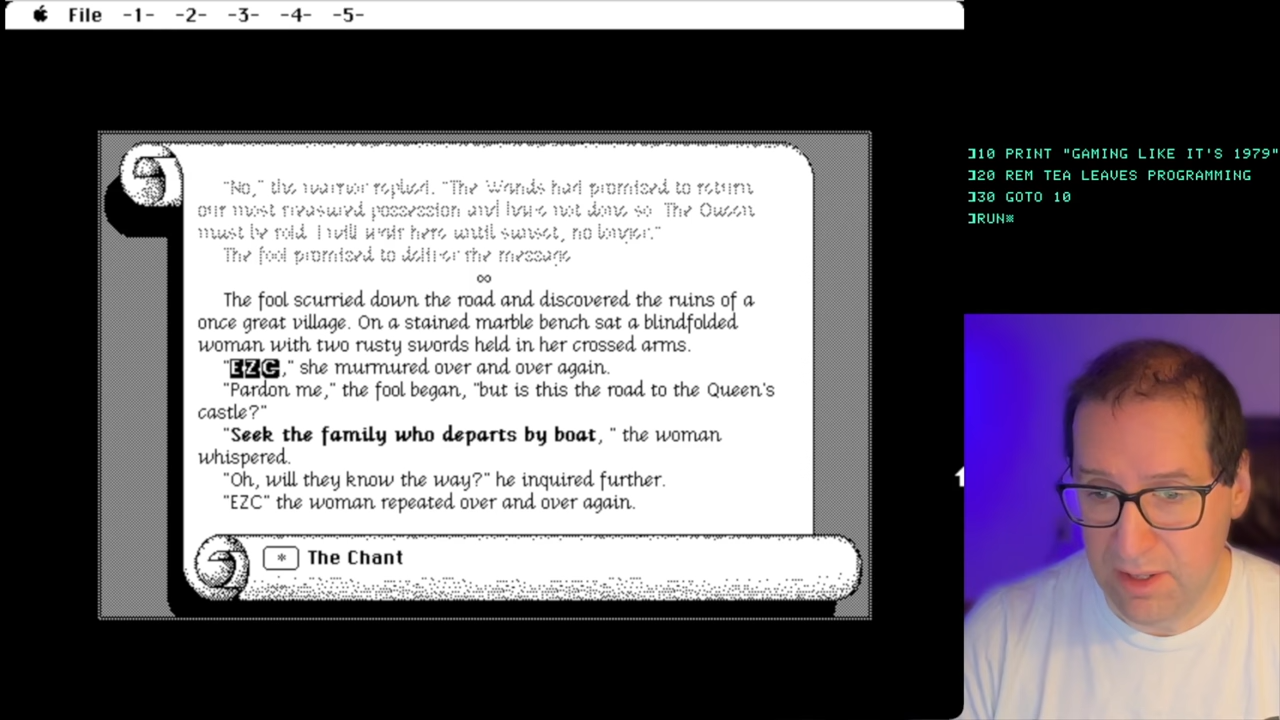 File -1- -2- -3- -4- -5-
"No," the warrior replied. "The Wands had promised to return
our most treasured possession and have not done so. The Queen
must be told. I will wait here until sunset, no longer."
The fool promised to deliver the message
∞
The fool scurried down the road and discovered the ruins of a
once great village. On a stained marble bench sat a blindfolded
woman with two rusty swords held in her crossed arms.
"EZC," she murmured over and over again.
"Pardon me," the fool began, "but is this the road to the Queen's
castle?"
"Seek the family who departs by boat, " the woman
whispered.
"Oh, will they know the way?" he inquired further.
"EZC" the woman repeated over and over again.
* The Chant
]10 PRINT "GAMING LIKE IT'S 1979"
]20 REM TEA LEAVES PROGRAMMING
]30 GOTO 10
]RUN